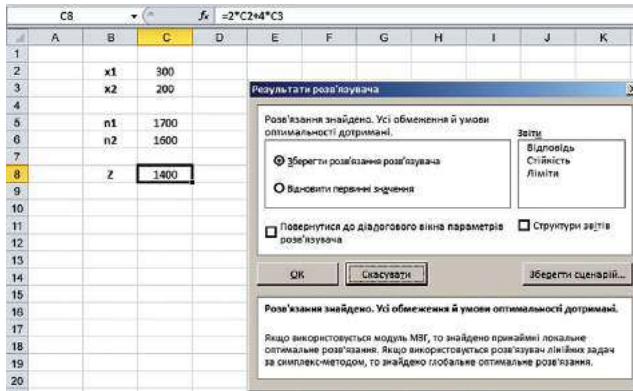 C8 fx =2*C2+4*C3
A B C D E F G H I J K
1
2 x1 300
3 x2 200
4
5 n1 1700
6 n2 1600
7
8 Z 1400
9
10
11
12
13
14
15
16
17
18
19
20
Результати розв'язувача
Розв'язання знайдено. Усі обмеження й умови
оптимальності дотримані.
Звіти
Відповідь
Стійкість
Ліміти
Зберегти розв'язання розв'язувача
Відновити первинні значення
Повернутися до діалогового вікна параметрів
розв'язувача
Структури звітів
ОК Скасувати Зберегти сценарій...
Розв'язання знайдено. Усі обмеження й умови оптимальності дотримані.
Якщо використовується модуль МЗГ, то знайдено принаймні локальне
оптимальне розв'язання. Якщо використовується розв'язувач лінійних задач
за симплекс-методом, то знайдено глобальне оптимальне розв'язання.